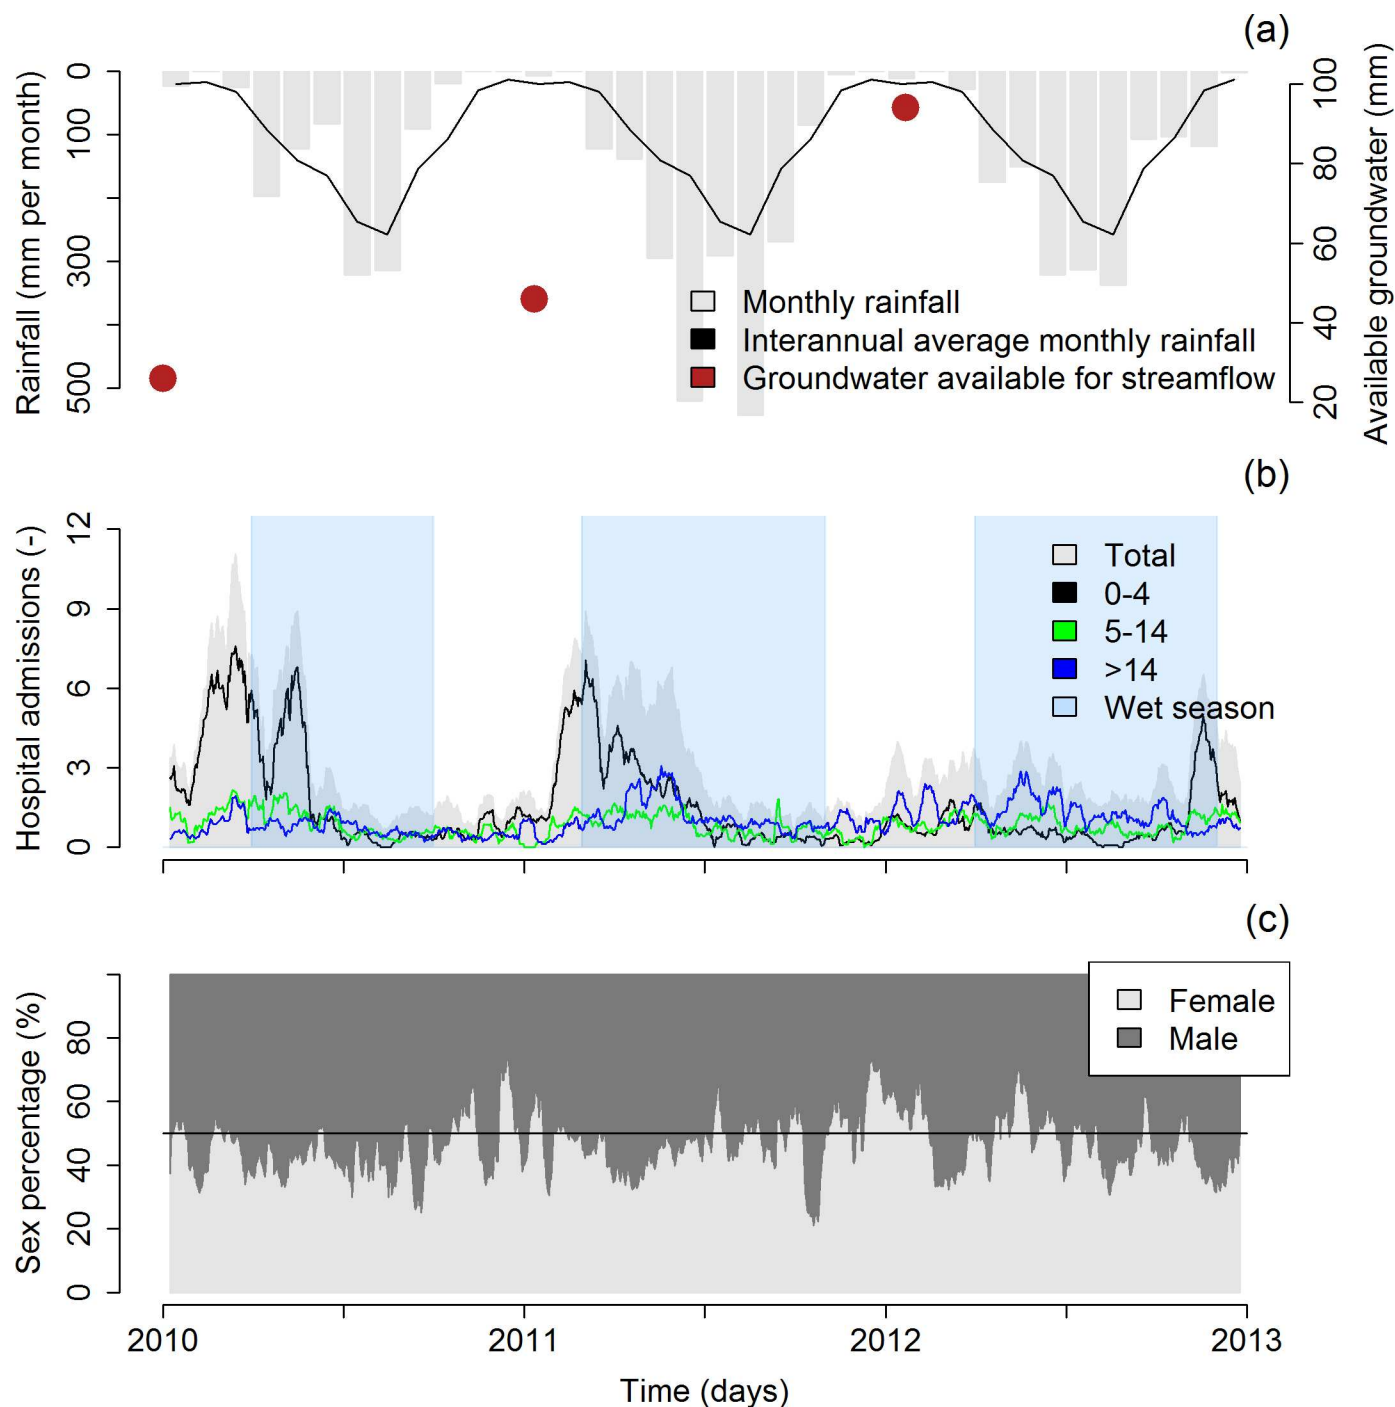 (a)
Rainfall (mm per month)
0
100
300
500
Available groundwater (mm)
100
80
60
40
20
Monthly rainfall
Interannual average monthly rainfall
Groundwater available for streamflow
(b)
Hospital admissions (-)
12
9
6
3
0
Total
0-4
5-14
>14
Wet season
(c)
Sex percentage (%)
80
60
40
20
0
Female
Male
2010 2011 2012 2013
Time (days)